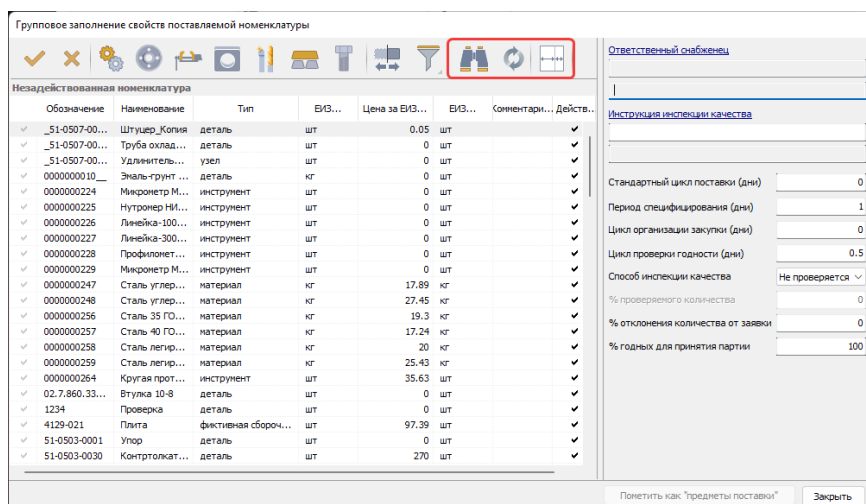 Групповое заполнение свойств поставляемой номенклатуры
Незадействованная номенклатура
Обозначение Наименование Тип ЕИЗ... Цена за ЕИЗ... ЕИЗ... Комментари... Действ...
_51-0507-00... Штуцер_Копия деталь шт 0.05 шт
_51-0507-00... Труба охлад... деталь шт 0 шт
_51-0507-00... Удлинитель... узел шт 0 шт
0000000010__ Эмаль-грунт ... деталь кг 0 кг
0000000224 Микрометр М... инструмент шт 0 шт
0000000225 Нутромер НИ... инструмент шт 0 шт
0000000226 Линейка-100... инструмент шт 0 шт
0000000227 Линейка-300... инструмент шт 0 шт
0000000228 Профиломет... инструмент шт 0 шт
0000000229 Микрометр М... инструмент шт 0 шт
0000000247 Сталь углер... материал кг 17.89 кг
0000000248 Сталь углер... материал кг 27.45 кг
0000000256 Сталь 35 ГО... материал кг 19.3 кг
0000000257 Сталь 40 ГО... материал кг 17.24 кг
0000000258 Сталь легир... материал кг 20 кг
0000000259 Сталь легир... материал кг 25.43 кг
0000000264 Кругая прот... инструмент шт 35.63 шт
02.7.860.33... Втулка 10-8 деталь шт 0 шт
1234 Проверка деталь шт 0 шт
4129-021 Плита фиктивная сбороч... шт 97.39 шт
51-0503-0001 Упор деталь шт 0 шт
51-0503-0030 Контртолкат... деталь шт 270 шт
Ответственный снабженец
Инструкция инспекции качества
Стандартный цикл поставки (дни) 0
Период специфицирования (дни) 1
Цикл организации закупки (дни) 0
Цикл проверки годности (дни) 0.5
Способ инспекции качества Не проверяется
% проверяемого количества 0
% отклонения количества от заявки 0
% годных для принятия партии 100
Пометить как "предметы поставки" Закрыть